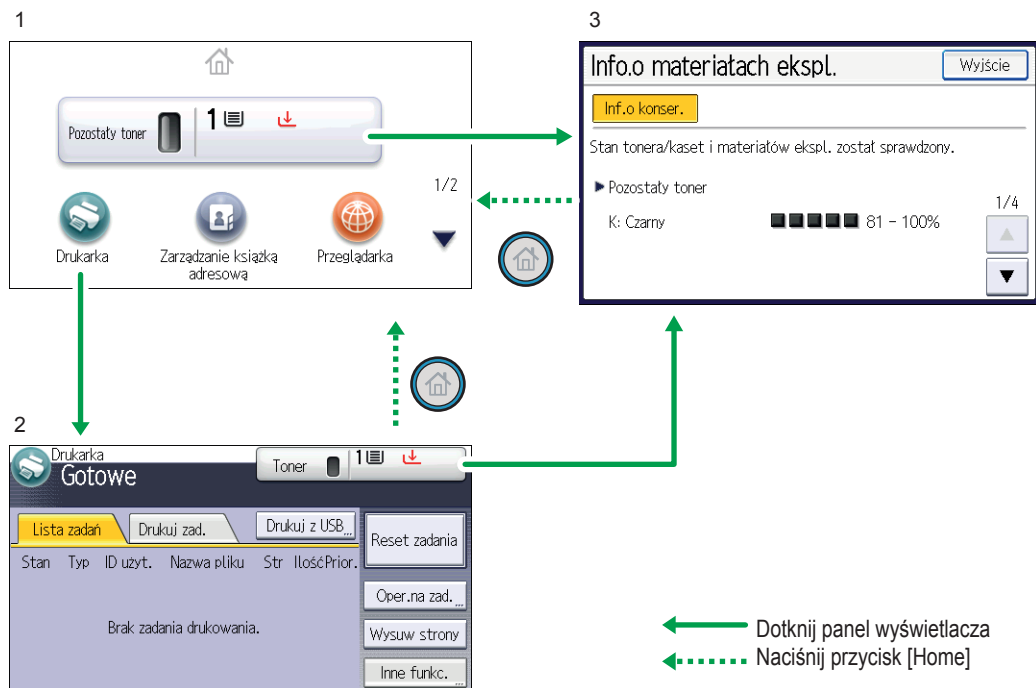 1
Pozostały toner
1
1/2
Drukarka
Zarządzanie książką
adresową
Przeglądarka
3
Info.o materiałach ekspl.
Wyjście
Inf.o konser.
Stan tonera/kaset i materiałów ekspl. został sprawdzony.
Pozostały toner
K: Czarny
81 - 100%
1/4
2
Drukarka
Gotowe
Toner
1
Lista zadań
Drukuj zad.
Drukuj z USB...
Reset zadania
Stan Typ ID użyt. Nazwa pliku Str Ilość Prior.
Oper.na zad. ...
Brak zadania drukowania.
Wysuw strony
Inne funkc. ...
Dotknij panel wyświetlacza
Naciśnij przycisk [Home]